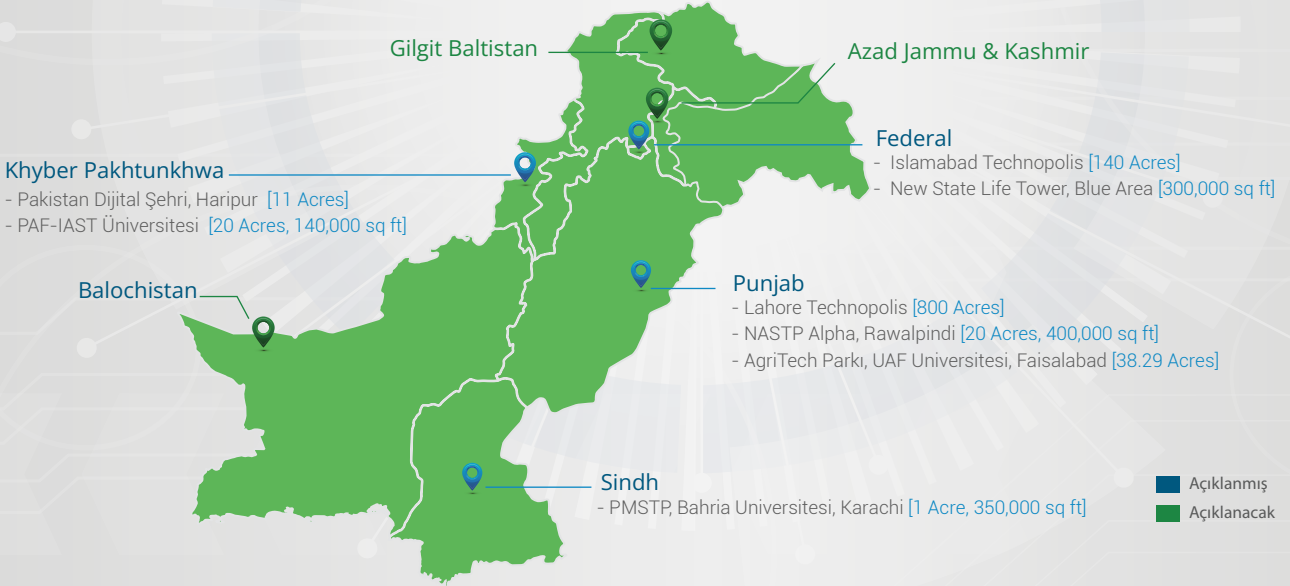 Gilgit Baltistan
Azad Jammu & Kashmir
Federal
- Islamabad Technopolis [140 Acres]
- New State Life Tower, Blue Area [300,000 sq ft]
Khyber Pakhtunkhwa
- Pakistan Dijital Şehri, Haripur [11 Acres]
- PAF-IAST Üniversitesi [20 Acres, 140,000 sq ft]
Balochistan
Punjab
- Lahore Technopolis [800 Acres]
- NASTP Alpha, Rawalpindi [20 Acres, 400,000 sq ft]
- AgriTech Parkı, UAF Universitesi, Faisalabad [38.29 Acres]
Sindh
- PMSTP, Bahria Universitesi, Karachi [1 Acre, 350,000 sq ft]
Açıklanmış
Açıklanacak